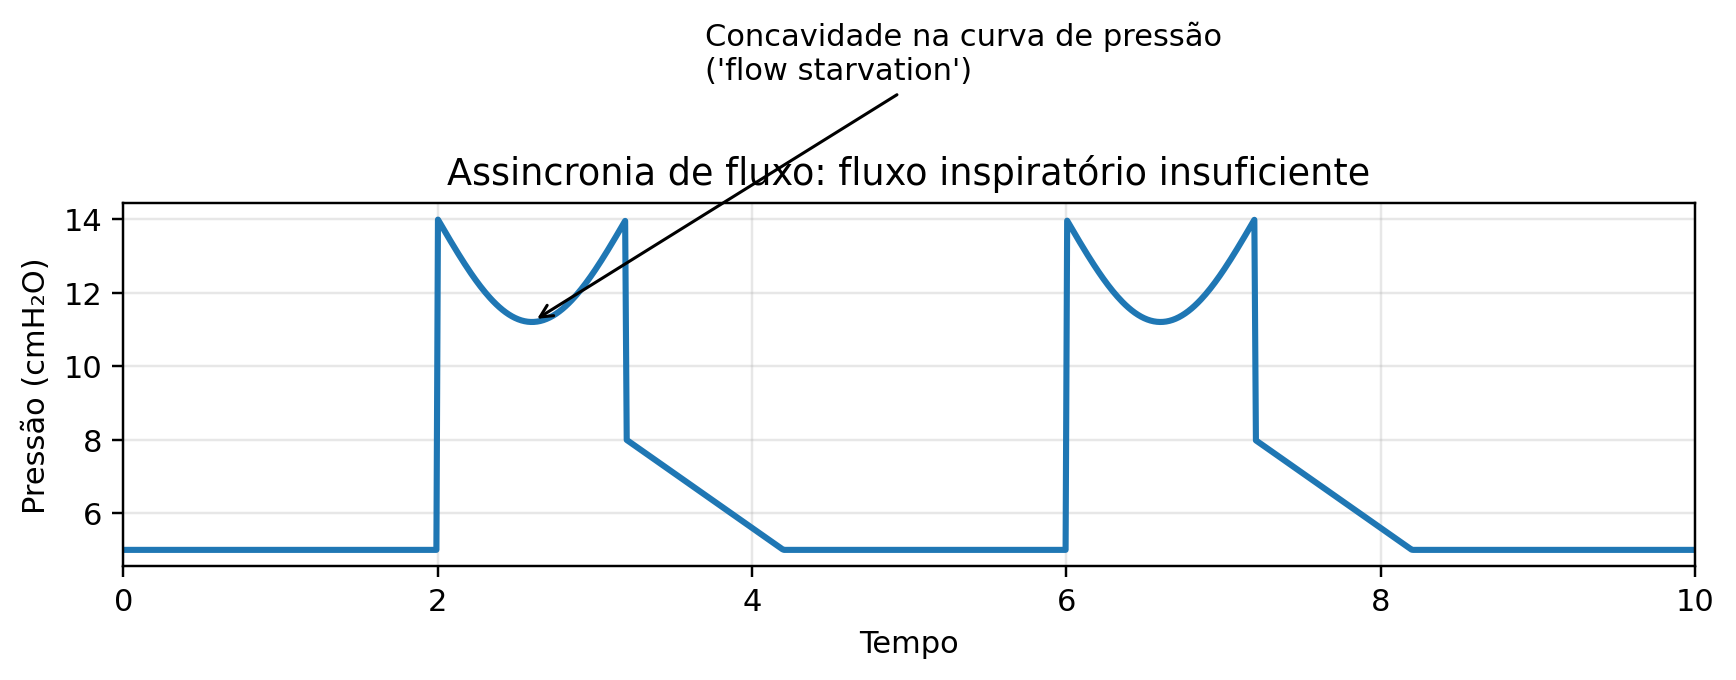 Concavidade na curva de pressão
('flow starvation')
Assincronia de fluxo: fluxo inspiratório insuficiente
Pressão (cmH₂O)
14
12
10
8
6
0 2 4 6 8 10
Tempo